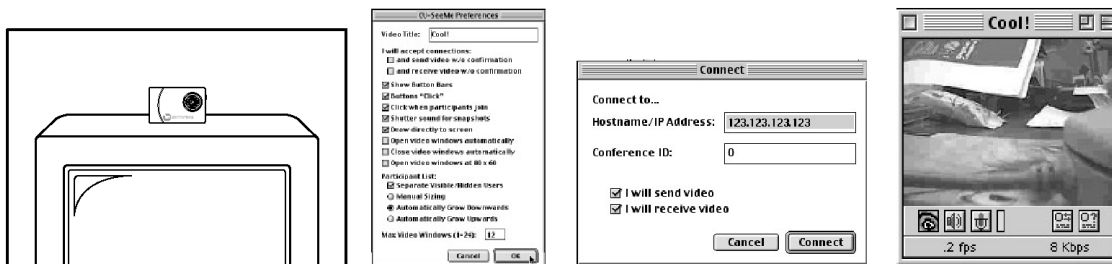 CU-SeeMe Preferences
Video Title: Cool!
I will accept connections:
and send video w/o confirmation
and receive video w/o confirmation
Show Button Bars
Buttons "Click"
Click when participants join
Shutter sound for snapshots
Draw directly to screen
Open video windows automatically
Close video windows automatically
Open video windows at 80 x 60
Participant List:
Separate Visible/Hidden Users
Manual Sizing
Automatically Grow Downwards
Automatically Grow Upwards
Max Video Windows (1-24): 12
Cancel OK
Connect
Connect to...
Hostname/IP Address: 123.123.123.123
Conference ID: 0
I will send video
I will receive video
Cancel Connect
Cool!
.2 fps 8 Kbps